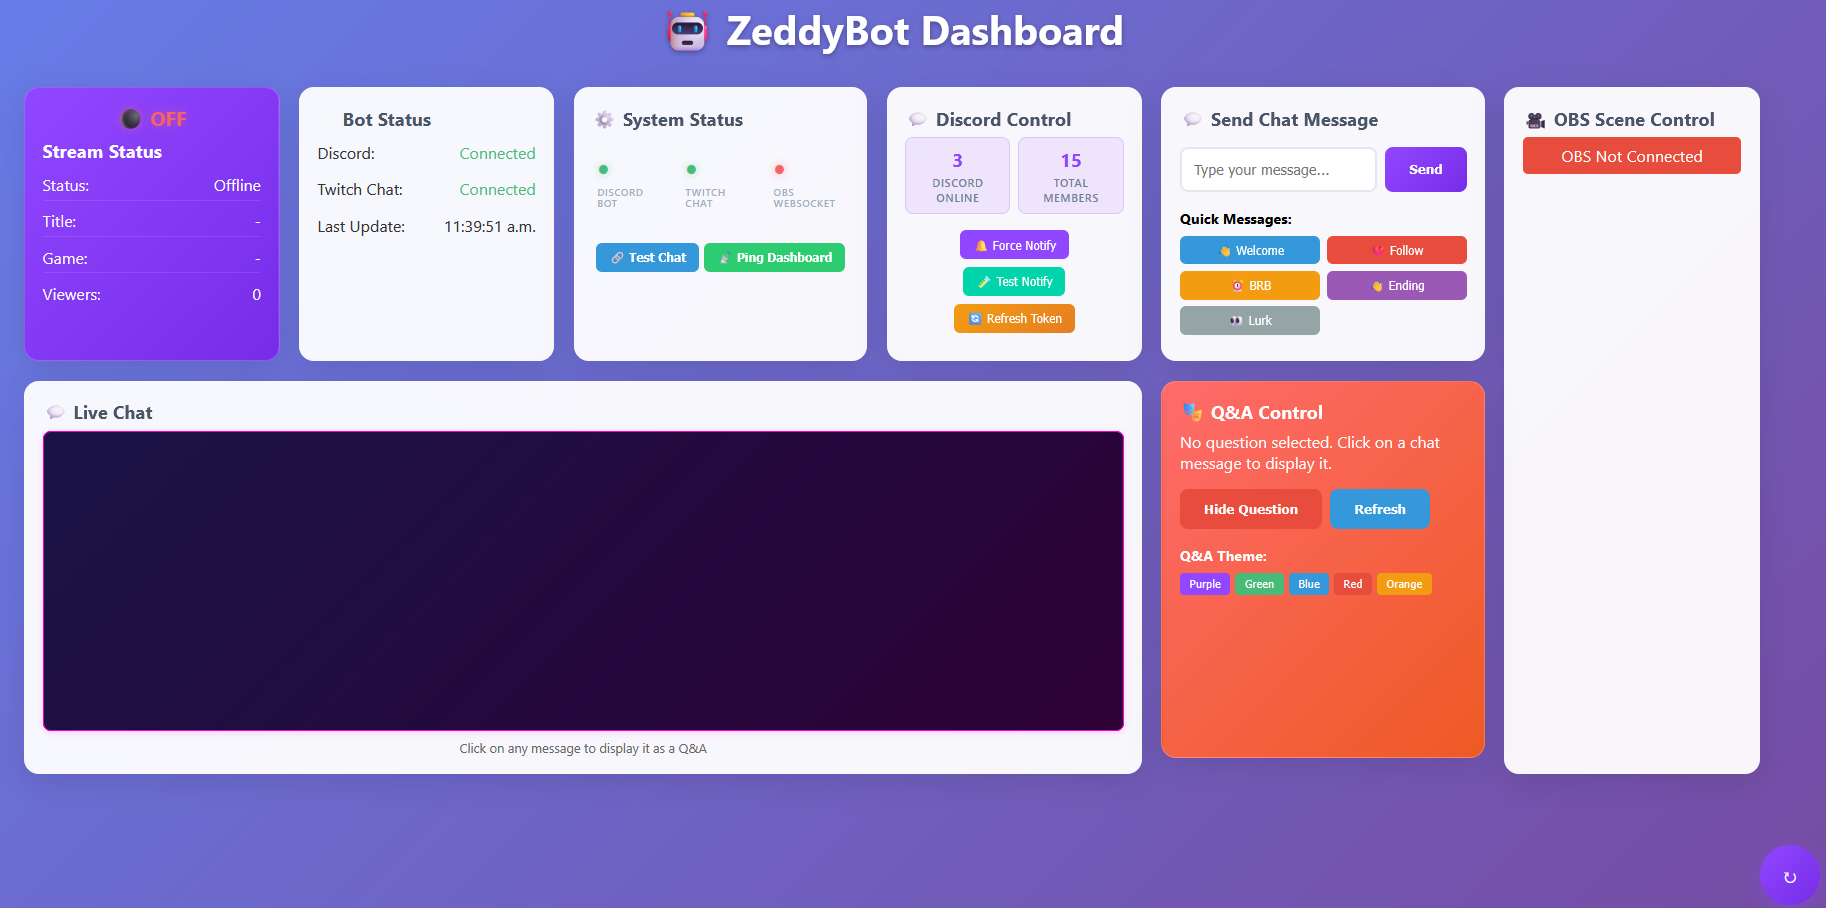 ZeddyBot Dashboard
OFF
Stream Status
Status: Offline
Title: -
Game: -
Viewers: 0
Bot Status
Discord: Connected
Twitch Chat: Connected
Last Update: 11:39:51 a.m.
System Status
DISCORD
BOT
TWITCH
CHAT
OBS
WEBSOCKET
Test Chat
Ping Dashboard
Discord Control
3
DISCORD
ONLINE
15
TOTAL
MEMBERS
Force Notify
Test Notify
Refresh Token
Send Chat Message
Type your message...
Send
Quick Messages:
Welcome
Follow
BRB
Ending
Lurk
OBS Scene Control
OBS Not Connected
Live Chat
Click on any message to display it as a Q&A
Q&A Control
No question selected. Click on a chat
message to display it.
Hide Question
Refresh
Q&A Theme:
Purple
Green
Blue
Red
Orange